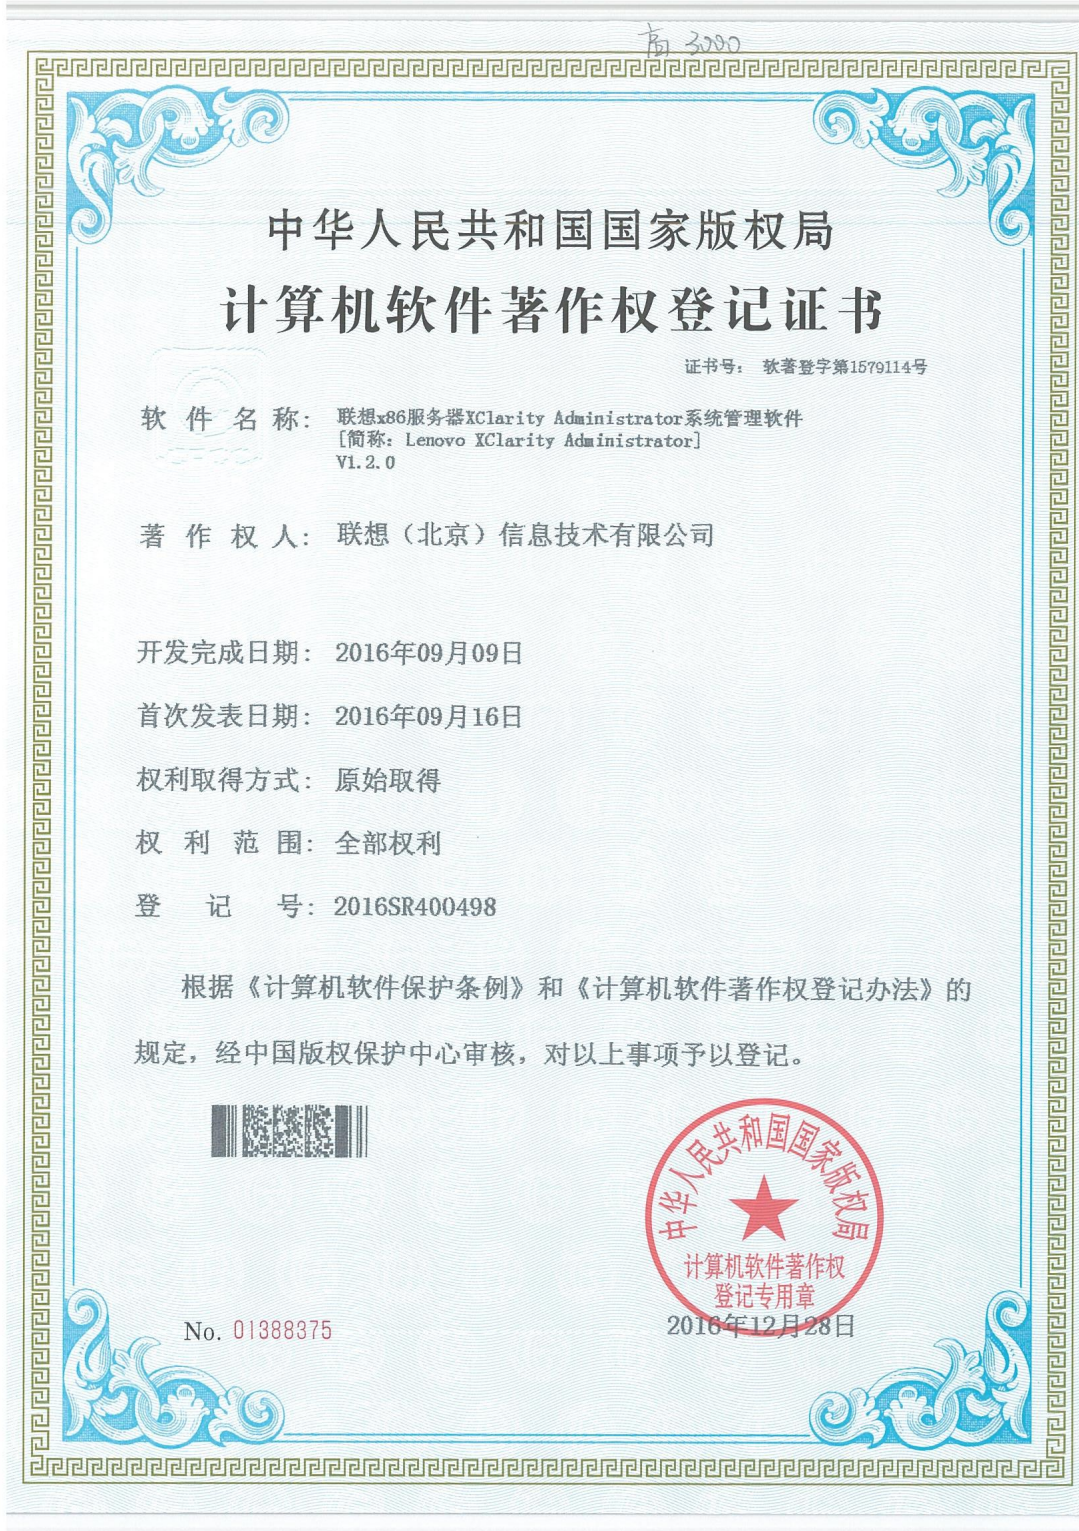 高 3000
中华人民共和国国家版权局
计算机软件著作权登记证书
证书号： 软著登字第1579114号
软件名称： 联想x86服务器XClarity Administrator系统管理软件
[简称：Lenovo XClarity Administrator]
V1.2.0
著作权人： 联想（北京）信息技术有限公司
开发完成日期： 2016年09月09日
首次发表日期： 2016年09月16日
权利取得方式： 原始取得
权利范围： 全部权利
登记号： 2016SR400498
根据《计算机软件保护条例》和《计算机软件著作权登记办法》的
规定，经中国版权保护中心审核，对以上事项予以登记。
中华人民共和国国家版权局
计算机软件著作权
登记专用章
No. 01388375
2016年12月28日